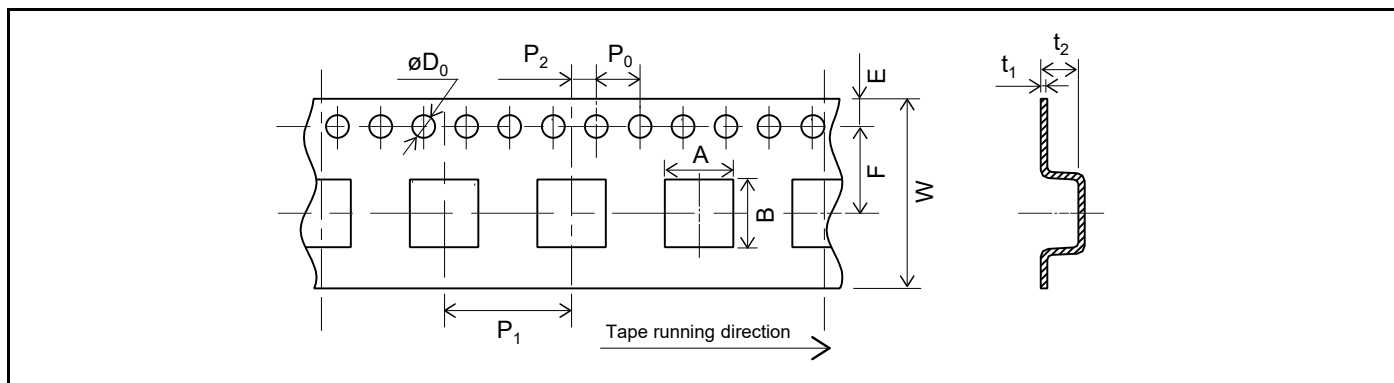 øD₀
P₂
P₀
E
t₂
t₁
A
F
W
B
P₁
Tape running direction